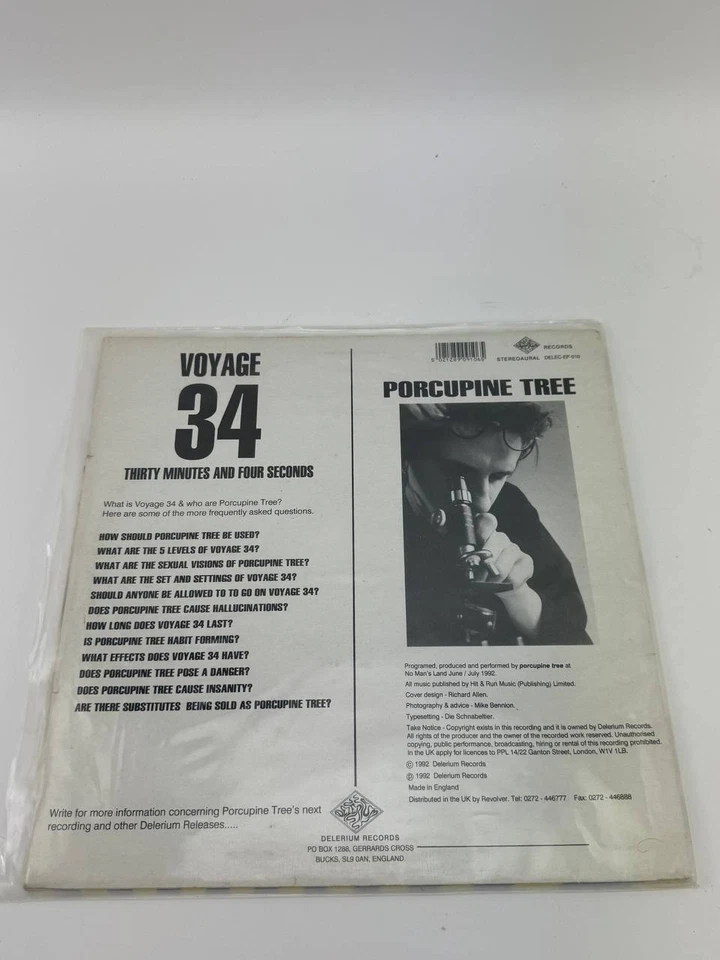 VOYAGE
34
THIRTY MINUTES AND FOUR SECONDS
What is Voyage 34 & who are Porcupine Tree?
Here are some of the more frequently asked questions.
HOW SHOULD PORCUPINE TREE BE USED?
WHAT ARE THE 5 LEVELS OF VOYAGE 34?
WHAT ARE THE SEXUAL VISIONS OF PORCUPINE TREE?
WHAT ARE THE SET AND SETTINGS OF VOYAGE 34?
SHOULD ANYONE BE ALLOWED TO TO GO ON VOYAGE 34?
DOES PORCUPINE TREE CAUSE HALLUCINATIONS?
HOW LONG DOES VOYAGE 34 LAST?
IS PORCUPINE TREE HABIT FORMING?
WHAT EFFECTS DOES VOYAGE 34 HAVE?
DOES PORCUPINE TREE POSE A DANGER?
DOES PORCUPINE TREE CAUSE INSANITY?
ARE THERE SUBSTITUTES BEING SOLD AS PORCUPINE TREE?
Write for more information concerning Porcupine Tree's next
recording and other Delerium Releases.....
DELERIUM RECORDS
PO BOX 1288, GERRARDS CROSS
BUCKS, SL9 0AN, ENGLAND.
RECORDS
STEREOAURAL DELEC-EP-010
PORCUPINE TREE
Programed, produced and performed by porcupine tree at
No Man's Land June / July 1992.
All music published by Hit & Run Music (Publishing) Limited.
Cover design - Richard Allen.
Photography & advice - Mike Bennion.
Typesetting - Die Schnabeltier.
Take Notice - Copyright exists in this recording and it is owned by Delerium Records.
All rights of the producer and the owner of the recorded work reserved. Unauthorised
copying, public performance, broadcasting, hiring or rental of this recording prohibited.
In the UK apply for licences to PPL 14/22 Ganton Street, London, W1V 1LB.
© 1992 Delerium Records
℗ 1992 Delerium Records
Made in England
Distributed in the UK by Revolver. Tel: 0272 - 446777 Fax: 0272 - 446888